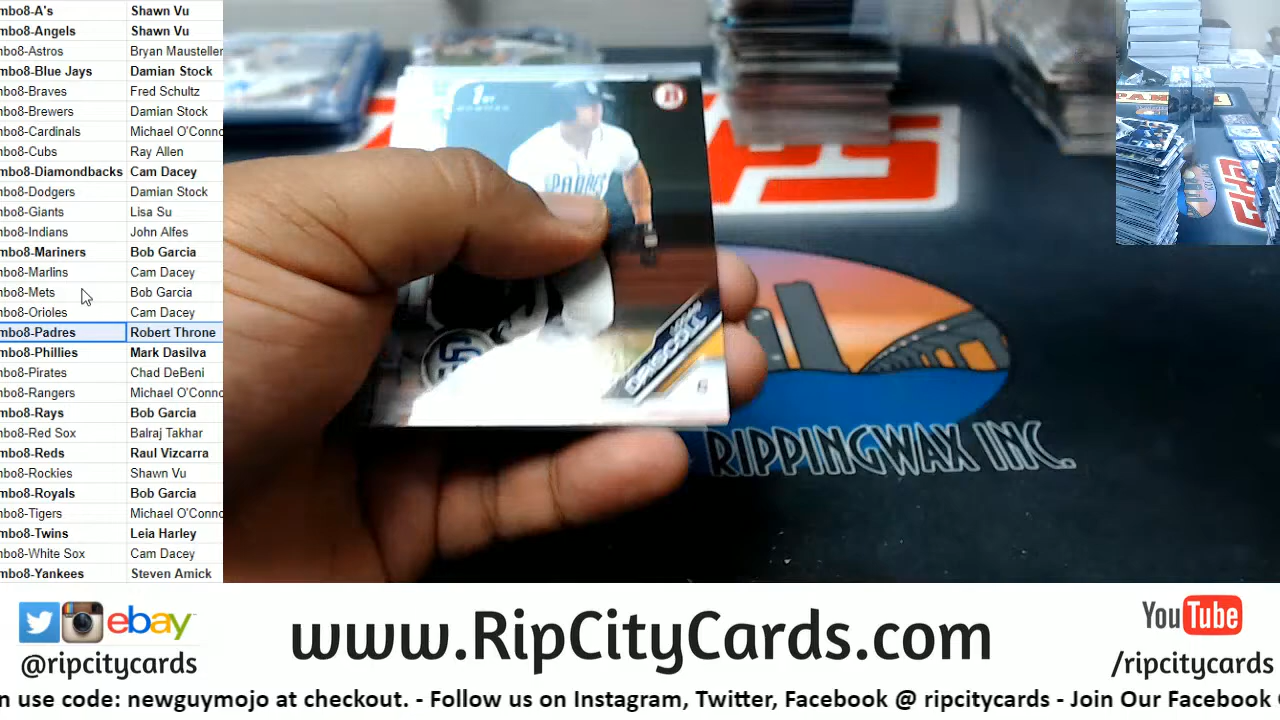 mbo8-A's Shawn Vu
mbo8-Angels Shawn Vu
mbo8-Astros Bryan Mausteller
mbo8-Blue Jays Damian Stock
mbo8-Braves Fred Schultz
mbo8-Brewers Damian Stock
mbo8-Cardinals Michael O'Conno
mbo8-Cubs Ray Allen
mbo8-Diamondbacks Cam Dacey
mbo8-Dodgers Damian Stock
mbo8-Giants Lisa Su
mbo8-Indians John Alfes
mbo8-Mariners Bob Garcia
mbo8-Marlins Cam Dacey
mbo8-Mets Bob Garcia
mbo8-Orioles Cam Dacey
mbo8-Padres Robert Throne
mbo8-Phillies Mark Dasilva
mbo8-Pirates Chad DeBeni
mbo8-Rangers Michael O'Conno
mbo8-Rays Bob Garcia
mbo8-Red Sox Balraj Takhar
mbo8-Reds Raul Vizcarra
mbo8-Rockies Shawn Vu
mbo8-Royals Bob Garcia
mbo8-Tigers Michael O'Conno
mbo8-Twins Leia Harley
mbo8-White Sox Cam Dacey
mbo8-Yankees Steven Amick
1st
PADRES
SD
DRISCOLL
RIPPINGWAX INC.
ebay
@ripcitycards
www.RipCityCards.com
YouTube
/ripcitycards
n use code: newguymojo at checkout. - Follow us on Instagram, Twitter, Facebook @ ripcitycards - Join Our Facebook